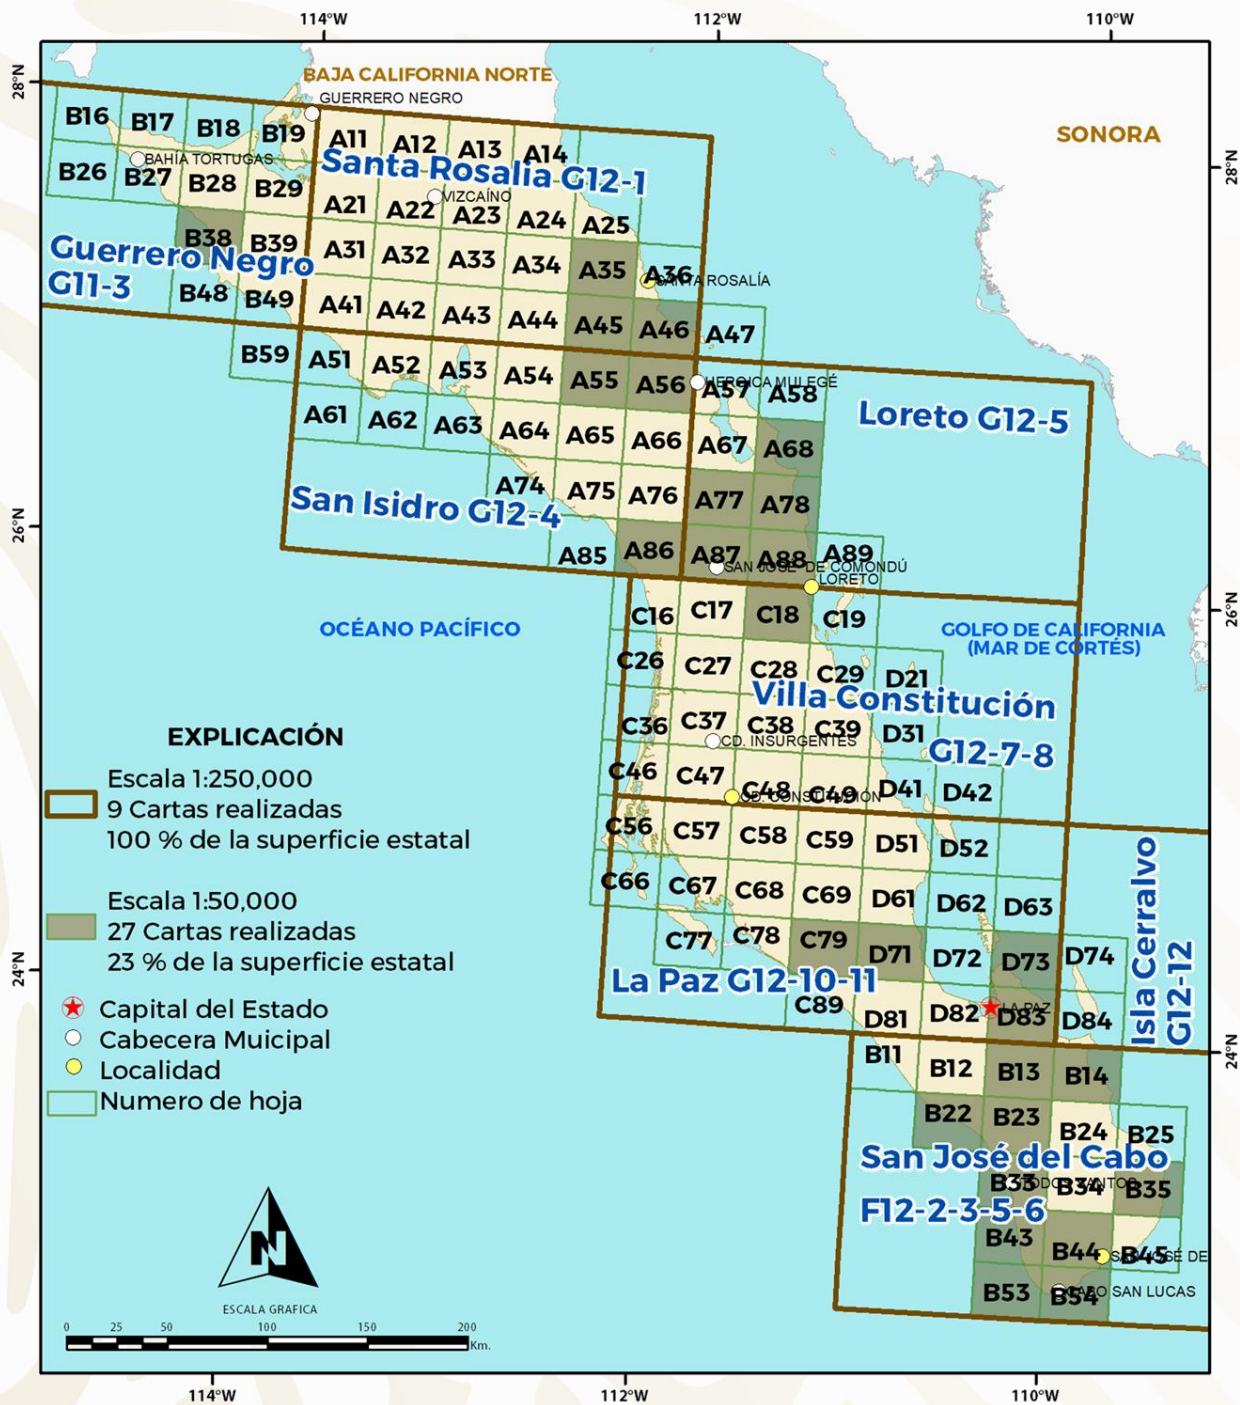 114°W 112°W 110°W
28°N
BAJA CALIFORNIA NORTE
GUERRERO NEGRO
SONORA
28°N
B16 B17 B18 B19 A11 A12 A13 A14
BAHÍA TORTUGAS
Santa Rosalia G12-1
B26 B27 B28 B29 A21 A22 A23 A24 A25
VIZCAÍNO
B38 B39 A31 A32 A33 A34 A35 A36
SANTA ROSALÍA
Guerrero Negro
G11-3
B48 B49 A41 A42 A43 A44 A45 A46 A47
B59 A51 A52 A53 A54 A55 A56 A57 A58
HEROICA MULEGÉ
Loreto G12-5
A61 A62 A63 A64 A65 A66 A67 A68
A74 A75 A76 A77 A78
San Isidro G12-4
26°N
A85 A86 A87 A88 A89
SAN JOSÉ DE COMONDÚ
LORETO
26°N
C16 C17 C18 C19
OCÉANO PACÍFICO
GOLFO DE CALIFORNIA
(MAR DE CORTÉS)
C26 C27 C28 C29 D21
Villa Constitución
G12-7-8
C36 C37 C38 C39 D31
CD. INSURGENTES
C46 C47 C48 C49 D41 D42
CD. CONSTITUCIÓN
C56 C57 C58 C59 D51 D52
C66 C67 C68 C69 D61 D62 D63
C77 C78 C79 D71 D72 D73 D74
La Paz G12-10-11
24°N
C89 D81 D82 D83 D84
LA PAZ
Isla Cerralvo
G12-12
24°N
B11 B12 B13 B14
B22 B23 B24 B25
San José del Cabo
F12-2-3-5-6
B33 B34 B35
TODOS SANTOS
B43 B44 B45
SAN JOSÉ DE
B53 B54
CABO SAN LUCAS
EXPLICACIÓN
Escala 1:250,000
9 Cartas realizadas
100 % de la superficie estatal
Escala 1:50,000
27 Cartas realizadas
23 % de la superficie estatal
Capital del Estado
Cabecera Muicipal
Localidad
Numero de hoja
N
ESCALA GRAFICA
0 25 50 100 150 200
Km.
114°W 112°W 110°W